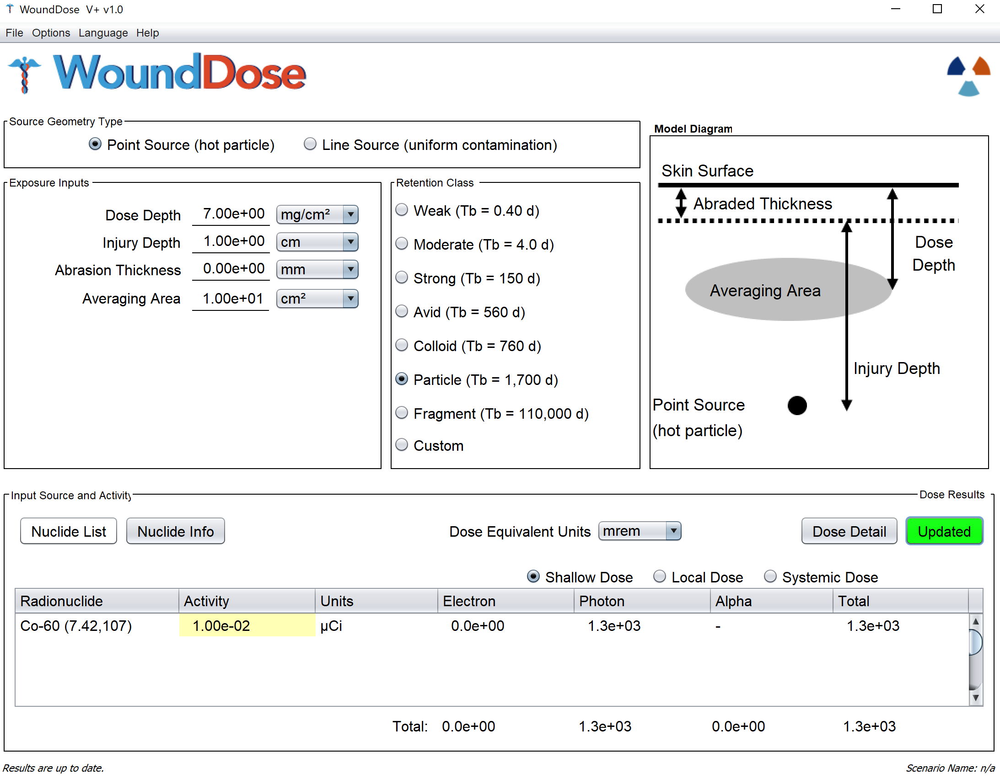 WoundDose V+ v1.0
File Options Language Help
WoundDose
Source Geometry Type
Point Source (hot particle) Line Source (uniform contamination)
Exposure Inputs
Dose Depth 7.00e+00 mg/cm²
Injury Depth 1.00e+00 cm
Abrasion Thickness 0.00e+00 mm
Averaging Area 1.00e+01 cm²
Retention Class
Weak (Tb = 0.40 d)
Moderate (Tb = 4.0 d)
Strong (Tb = 150 d)
Avid (Tb = 560 d)
Colloid (Tb = 760 d)
Particle (Tb = 1,700 d)
Fragment (Tb = 110,000 d)
Custom
Model Diagram
Skin Surface
Abraded Thickness
Dose
Depth
Averaging Area
Injury Depth
Point Source
(hot particle)
Input Source and Activity Dose Results
Nuclide List Nuclide Info Dose Equivalent Units mrem Dose Detail Updated
Shallow Dose Local Dose Systemic Dose
Radionuclide Activity Units Electron Photon Alpha Total
Co-60 (7.42,107) 1.00e-02 µCi 0.0e+00 1.3e+03 - 1.3e+03
Total: 0.0e+00 1.3e+03 0.0e+00 1.3e+03
Results are up to date. Scenario Name: n/a